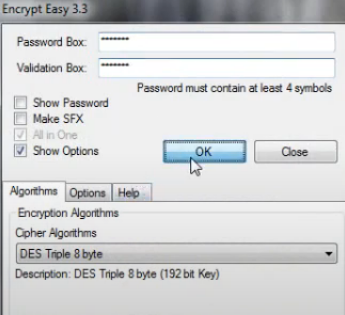 Encrypt Easy 3.3
Password Box: *******
Validation Box: *******
Password must contain at least 4 symbols
Show Password
Make SFX
All in One
Show Options
OK
Close
Algorithms Options Help
Encryption Algorithms
Cipher Algorithms
DES Triple 8 byte
Description: DES Triple 8 byte (192 bit Key)